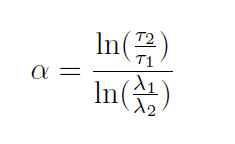 α = ln(τ₂/τ₁) / ln(λ₁/λ₂)